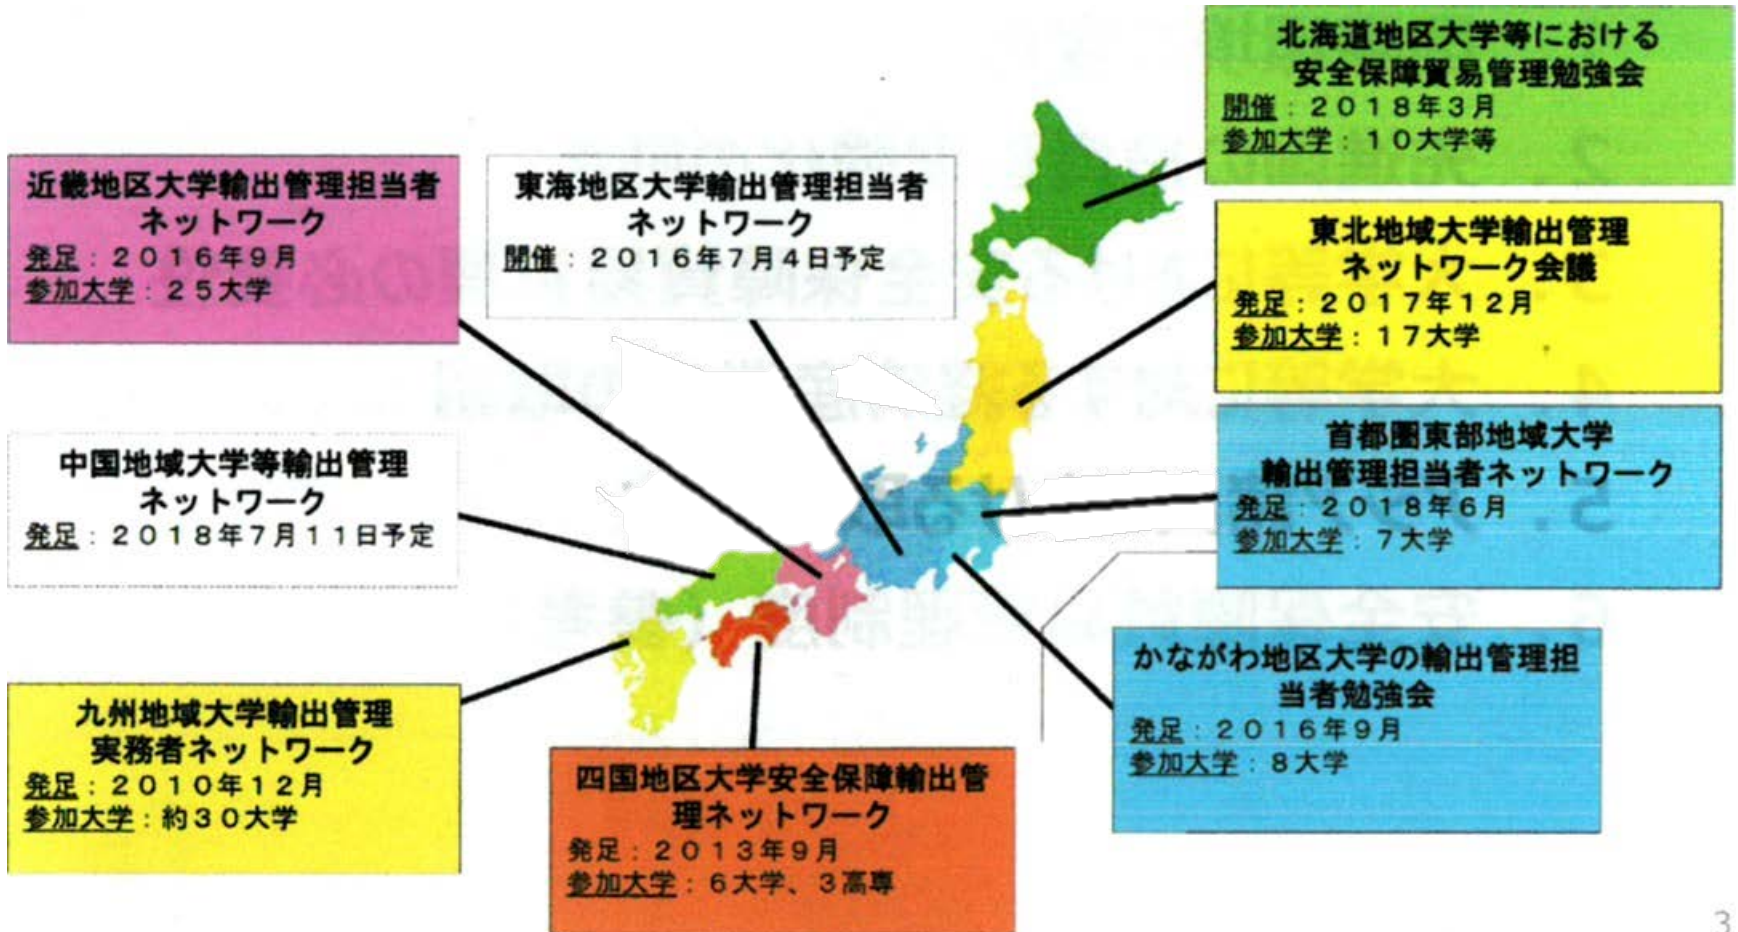 北海道地区大学等における
安全保障貿易管理勉強会
開催：２０１８年３月
参加大学：１０大学等
近畿地区大学輸出管理担当者
ネットワーク
発足：２０１６年９月
参加大学：２５大学
東海地区大学輸出管理担当者
ネットワーク
開催：２０１６年７月４日予定
東北地域大学輸出管理
ネットワーク会議
発足：２０１７年１２月
参加大学：１７大学
中国地域大学等輸出管理
ネットワーク
発足：２０１８年７月１１日予定
首都圏東部地域大学
輸出管理担当者ネットワーク
発足：２０１８年６月
参加大学：７大学
かながわ地区大学の輸出管理担
当者勉強会
発足：２０１６年９月
参加大学：８大学
九州地域大学輸出管理
実務者ネットワーク
発足：２０１０年１２月
参加大学：約３０大学
四国地区大学安全保障輸出管
理ネットワーク
発足：２０１３年９月
参加大学：６大学、３高専
3